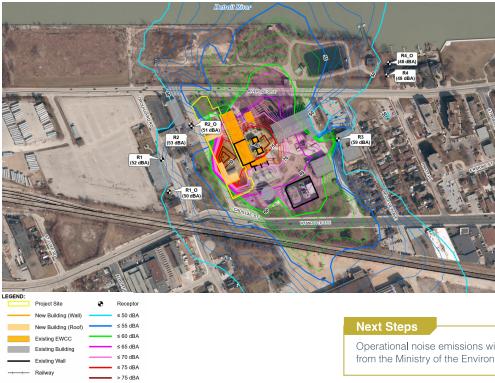 Detroit River
R4_O
(48 dBA)
R4
(48 dBA)
R2_O
(51 dBA)
R2
(53 dBA)
R3
(59 dBA)
R1
(52 dBA)
R1_O
(50 dBA)
LEGEND:
Project Site
New Building (Wall)
New Building (Roof)
Existing EWCC
Existing Building
Existing Wall
Railway
Receptor
≤ 50 dBA
≤ 55 dBA
≤ 60 dBA
≤ 65 dBA
≤ 70 dBA
≤ 75 dBA
> 75 dBA
Next Steps
Operational noise emissions wi
from the Ministry of the Environ